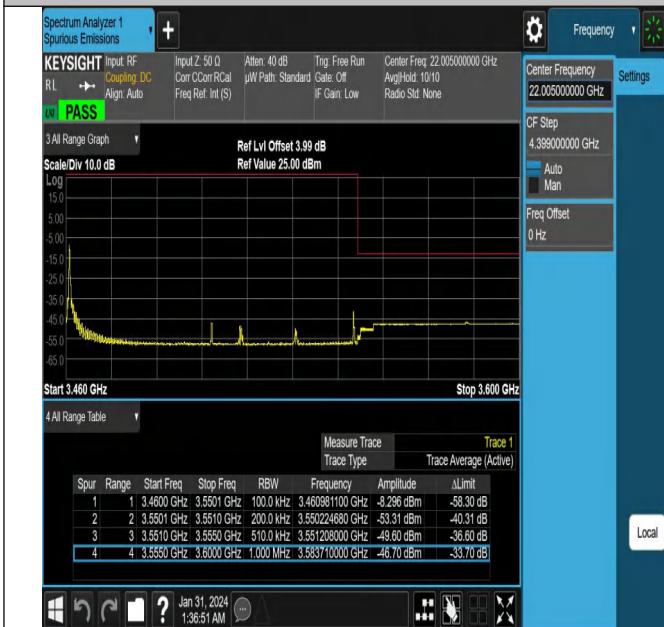 Spectrum Analyzer 1
Spurious Emissions
+
Frequency
KEYSIGHT
Input: RF
Input Z: 50 Ω
Atten: 40 dB
Trig: Free Run
Center Freq: 22.005000000 GHz
RL
Coupling: DC
Corr CCorr RCal
µW Path: Standard
Gate: Off
Avg|Hold: 10/10
Align: Auto
Freq Ref: Int (S)
IF Gain: Low
Radio Std: None
PASS
Center Frequency
22.005000000 GHz
Settings
CF Step
4.399000000 GHz
Auto
Man
Freq Offset
0 Hz
Local
3 All Range Graph
Ref Lvl Offset 3.99 dB
Scale/Div 10.0 dB
Ref Value 25.00 dBm
Log
15.0
5.00
-5.00
-15.0
-25.0
-35.0
-45.0
-55.0
-65.0
Start 3.460 GHz
Stop 3.600 GHz
4 All Range Table
Measure Trace Trace 1
Trace Type Trace Average (Active)
Spur Range Start Freq Stop Freq RBW Frequency Amplitude ΔLimit
1 1 3.4600 GHz 3.5501 GHz 100.0 kHz 3.460981100 GHz -8.296 dBm -58.30 dB
2 2 3.5501 GHz 3.5510 GHz 200.0 kHz 3.550224680 GHz -53.31 dBm -40.31 dB
3 3 3.5510 GHz 3.5550 GHz 510.0 kHz 3.551208000 GHz -49.60 dBm -36.60 dB
4 4 3.5550 GHz 3.6000 GHz 1.000 MHz 3.583710000 GHz -46.70 dBm -33.70 dB
?
Jan 31, 2024
1:36:51 AM